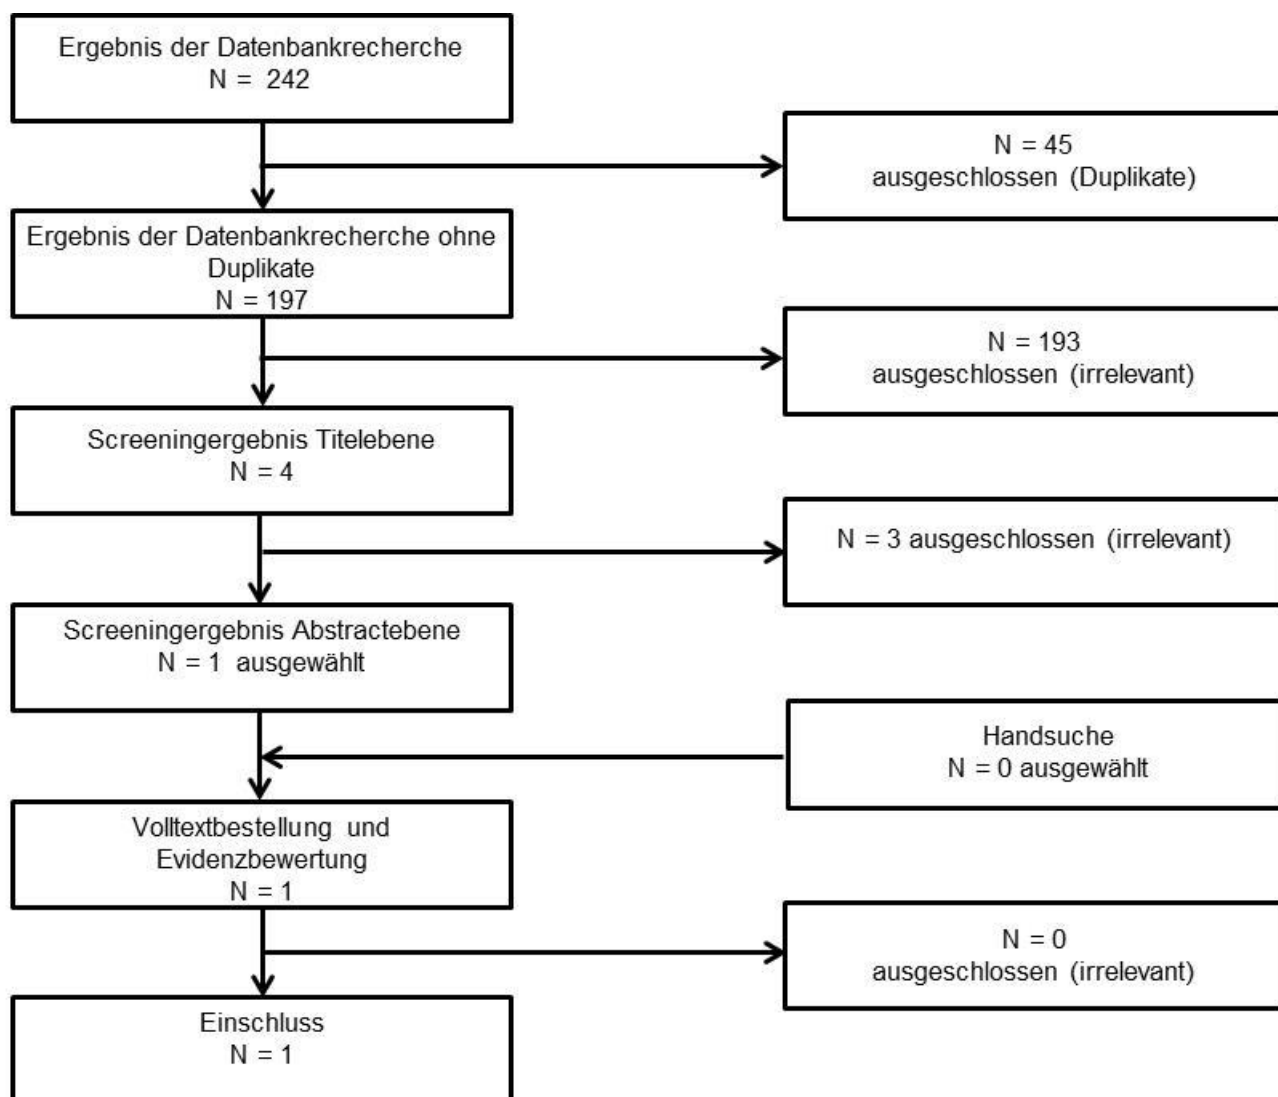 Ergebnis der Datenbankrecherche
N = 242
N = 45
ausgeschlossen (Duplikate)
Ergebnis der Datenbankrecherche ohne
Duplikate
N = 197
N = 193
ausgeschlossen (irrelevant)
Screeningergebnis Titelebene
N = 4
N = 3 ausgeschlossen (irrelevant)
Screeningergebnis Abstractebene
N = 1 ausgewählt
Handsuche
N = 0 ausgewählt
Volltextbestellung und
Evidenzbewertung
N = 1
N = 0
ausgeschlossen (irrelevant)
Einschluss
N = 1